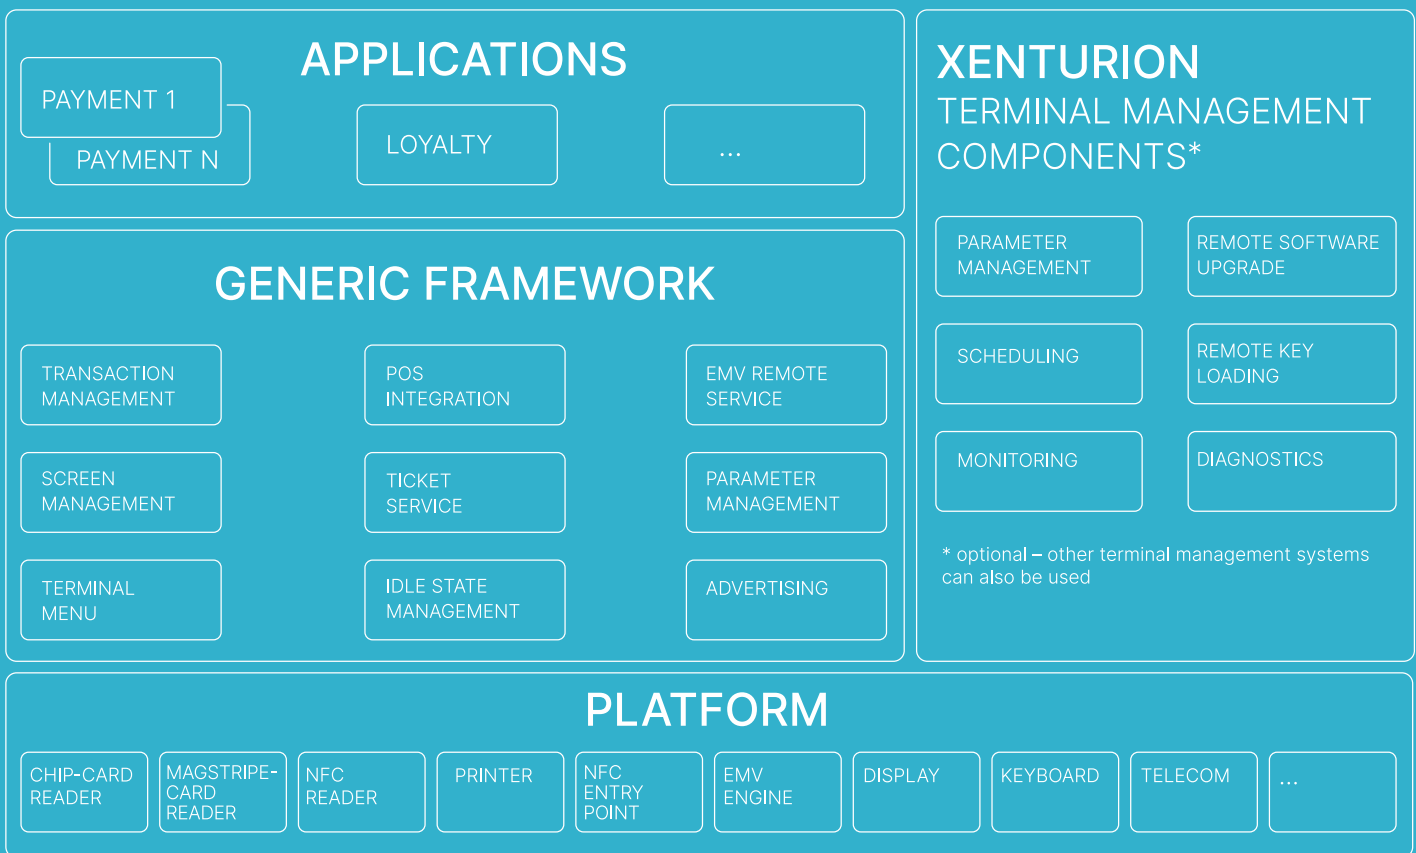 APPLICATIONS
PAYMENT 1
PAYMENT N
LOYALTY
...
GENERIC FRAMEWORK
TRANSACTION
MANAGEMENT
POS
INTEGRATION
EMV REMOTE
SERVICE
SCREEN
MANAGEMENT
TICKET
SERVICE
PARAMETER
MANAGEMENT
TERMINAL
MENU
IDLE STATE
MANAGEMENT
ADVERTISING
XENTURION
TERMINAL MANAGEMENT
COMPONENTS*
PARAMETER
MANAGEMENT
REMOTE SOFTWARE
UPGRADE
SCHEDULING
REMOTE KEY
LOADING
MONITORING
DIAGNOSTICS
* optional – other terminal management systems
can also be used
PLATFORM
CHIP-CARD
READER
MAGSTRIPE-
CARD
READER
NFC
READER
PRINTER
NFC
ENTRY
POINT
EMV
ENGINE
DISPLAY
KEYBOARD
TELECOM
...